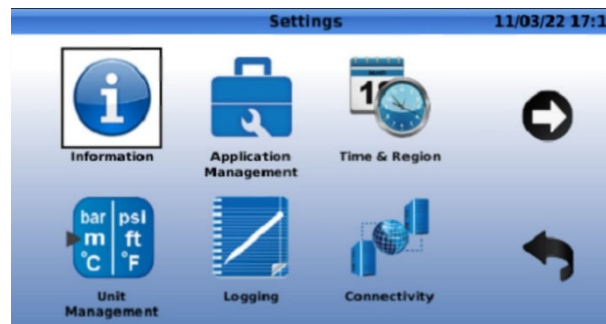 Settings
11/03/22 17:1
Information
Application
Management
Time & Region
bar psi
m ft
°C °F
Unit
Management
Logging
Connectivity